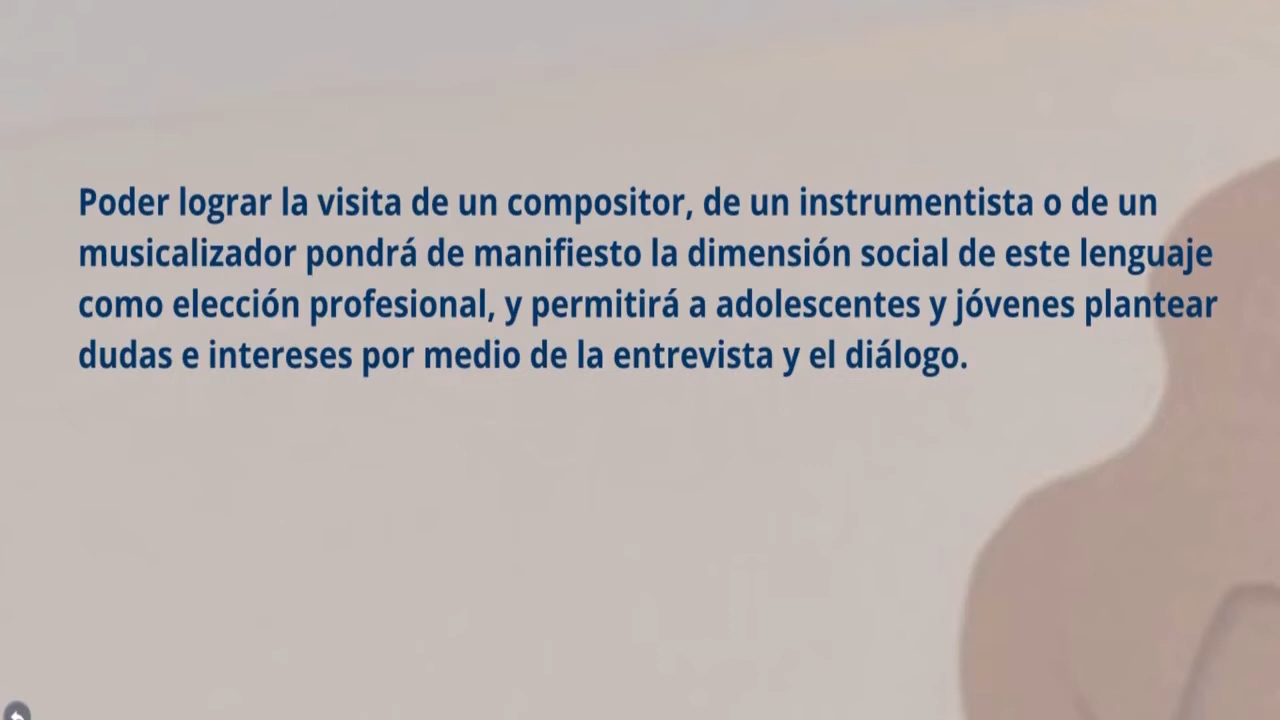 Poder lograr la visita de un compositor, de un instrumentista o de un
musicalizador pondrá de manifiesto la dimensión social de este lenguaje
como elección profesional, y permitirá a adolescentes y jóvenes plantear
dudas e intereses por medio de la entrevista y el diálogo.